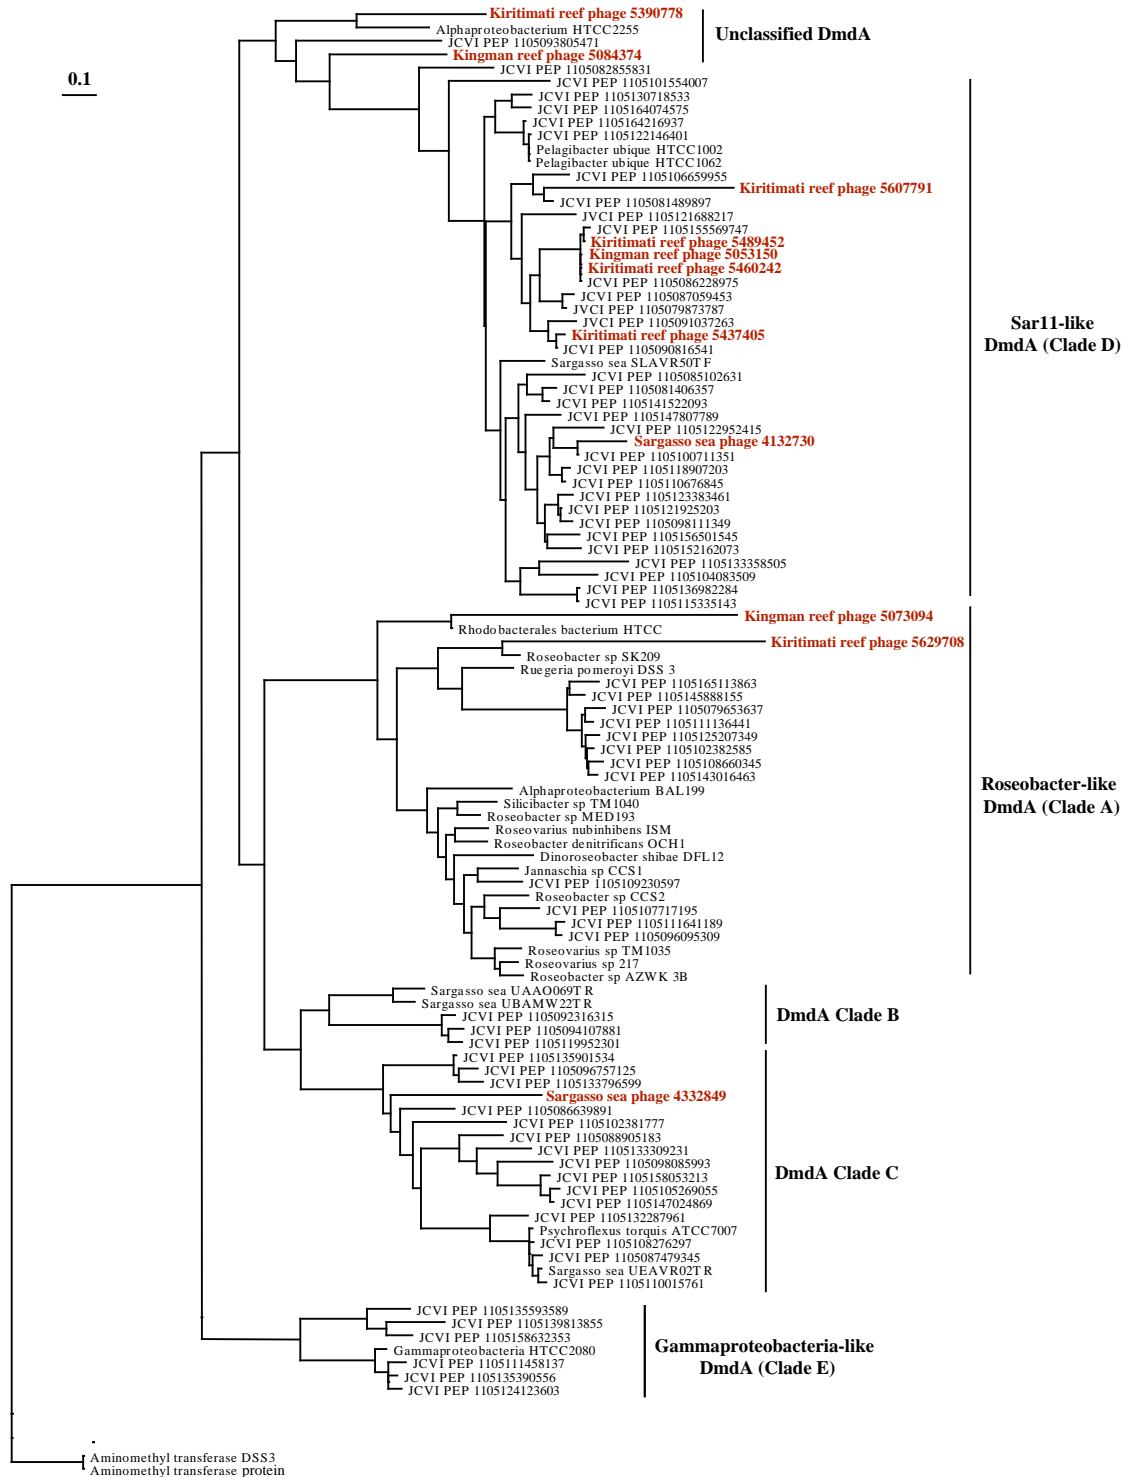 Kiritimati reef phage 5390778
Alphaproteobacterium HTCC2255
JCVI PEP 1105093805471
Kingman reef phage 5084374
Unclassified DmdA
0.1
JCVI PEP 1105082855831
JCVI PEP 1105101554007
JCVI PEP 1105130718533
JCVI PEP 1105164074575
JCVI PEP 1105164216937
JCVI PEP 1105122146401
Pelagibacter ubique HTCC1002
Pelagibacter ubique HTCC1062
JCVI PEP 1105106659955
Kiritimati reef phage 5607791
JCVI PEP 1105081489897
JVCI PEP 1105121688217
JCVI PEP 1105155569747
Kiritimati reef phage 5489452
Kingman reef phage 5053150
Kiritimati reef phage 5460242
JCVI PEP 1105086228975
JCVI PEP 1105087059453
JVCI PEP 1105079873787
JVCI PEP 1105091037263
Kiritimati reef phage 5437405
JCVI PEP 1105090816541
Sargasso sea SLAVR50TF
JCVI PEP 1105085102631
JCVI PEP 1105081406357
JCVI PEP 1105141522093
JCVI PEP 1105147807789
JCVI PEP 1105122952415
Sargasso sea phage 4132730
JCVI PEP 1105100711351
JCVI PEP 1105118907203
JCVI PEP 1105110676845
JCVI PEP 1105123383461
JCVI PEP 1105121925203
JCVI PEP 1105098111349
JCVI PEP 1105156501545
JCVI PEP 1105152162073
JCVI PEP 1105133358505
JCVI PEP 1105104083509
JCVI PEP 1105136982284
JCVI PEP 1105115335143
Sar11-like
DmdA (Clade D)
Kingman reef phage 5073094
Rhodobacterales bacterium HTCC
Kiritimati reef phage 5629708
Roseobacter sp SK209
Ruegeria pomeroyi DSS 3
JCVI PEP 1105165113863
JCVI PEP 1105145888155
JCVI PEP 1105079653637
JCVI PEP 1105111136441
JCVI PEP 1105125207349
JCVI PEP 1105102382585
JCVI PEP 1105108660345
JCVI PEP 1105143016463
Alphaproteobacterium BAL199
Silicibacter sp TM1040
Roseobacter sp MED193
Roseovarius nubinhibens ISM
Roseobacter denitrificans OCH1
Dinoroseobacter shibae DFL12
Jannaschia sp CCS1
JCVI PEP 1105109230597
Roseobacter sp CCS2
JCVI PEP 1105107717195
JCVI PEP 1105111641189
JCVI PEP 1105096095309
Roseovarius sp TM1035
Roseovarius sp 217
Roseobacter sp AZWK 3B
Roseobacter-like
DmdA (Clade A)
Sargasso sea UAAO069TR
Sargasso sea UBAMW22TR
JCVI PEP 1105092316315
JCVI PEP 1105094107881
JCVI PEP 1105119952301
DmdA Clade B
JCVI PEP 1105135901534
JCVI PEP 1105096757125
JCVI PEP 1105133796599
Sargasso sea phage 4332849
JCVI PEP 1105086639891
JCVI PEP 1105102381777
JCVI PEP 1105088905183
JCVI PEP 1105133309231
JCVI PEP 1105098085993
JCVI PEP 1105158053213
JCVI PEP 1105105269055
JCVI PEP 1105147024869
JCVI PEP 1105132287961
Psychroflexus torquis ATCC7007
JCVI PEP 1105108276297
JCVI PEP 1105087479345
Sargasso sea UEAVR02TR
JCVI PEP 1105110015761
DmdA Clade C
JCVI PEP 1105135593589
JCVI PEP 1105139813855
JCVI PEP 1105158632353
Gammaproteobacteria HTCC2080
JCVI PEP 1105111458137
JCVI PEP 1105135390556
JCVI PEP 1105124123603
Gammaproteobacteria-like
DmdA (Clade E)
Aminomethyl transferase DSS3
Aminomethyl transferase protein